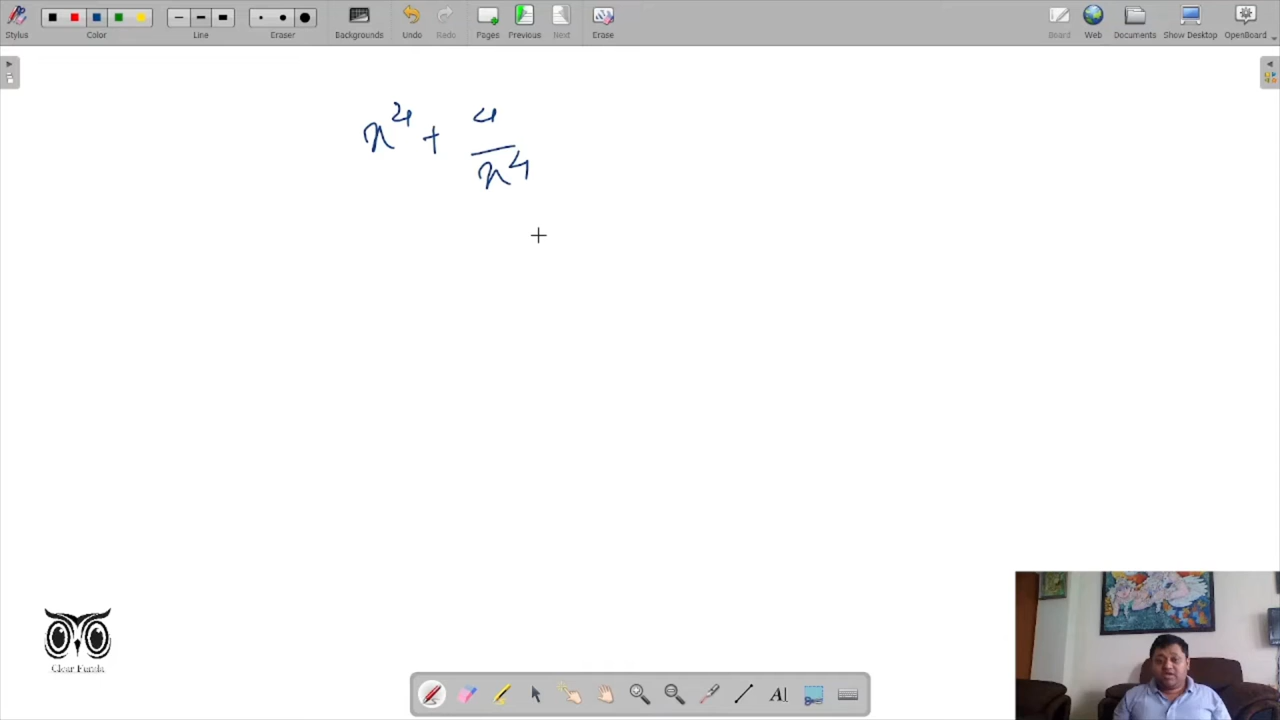 Stylus Color Line Eraser Backgrounds Undo Redo Pages Previous Next Erase Board Web Documents Show Desktop OpenBoard
x⁴ + 4/x⁴
Clear Funda